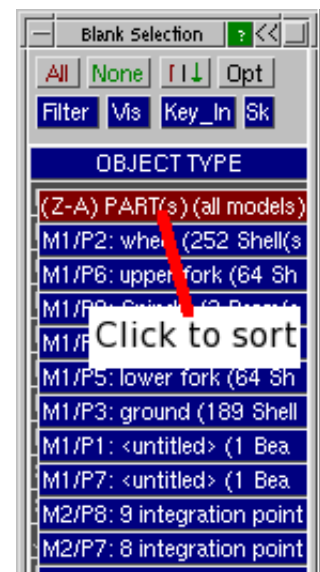 Blank Selection ? <<
All None ↓ Opt
Filter Vis Key_In Sk
OBJECT TYPE
(Z-A) PART(s) (all models)
M1/P2: wheel (252 Shell(s
M1/P6: upper fork (64 Sh
Click to sort
M1/P5: lower fork (64 Sh
M1/P3: ground (189 Shell
M1/P1: <untitled> (1 Bea
M1/P7: <untitled> (1 Bea
M2/P8: 9 integration point
M2/P7: 8 integration point